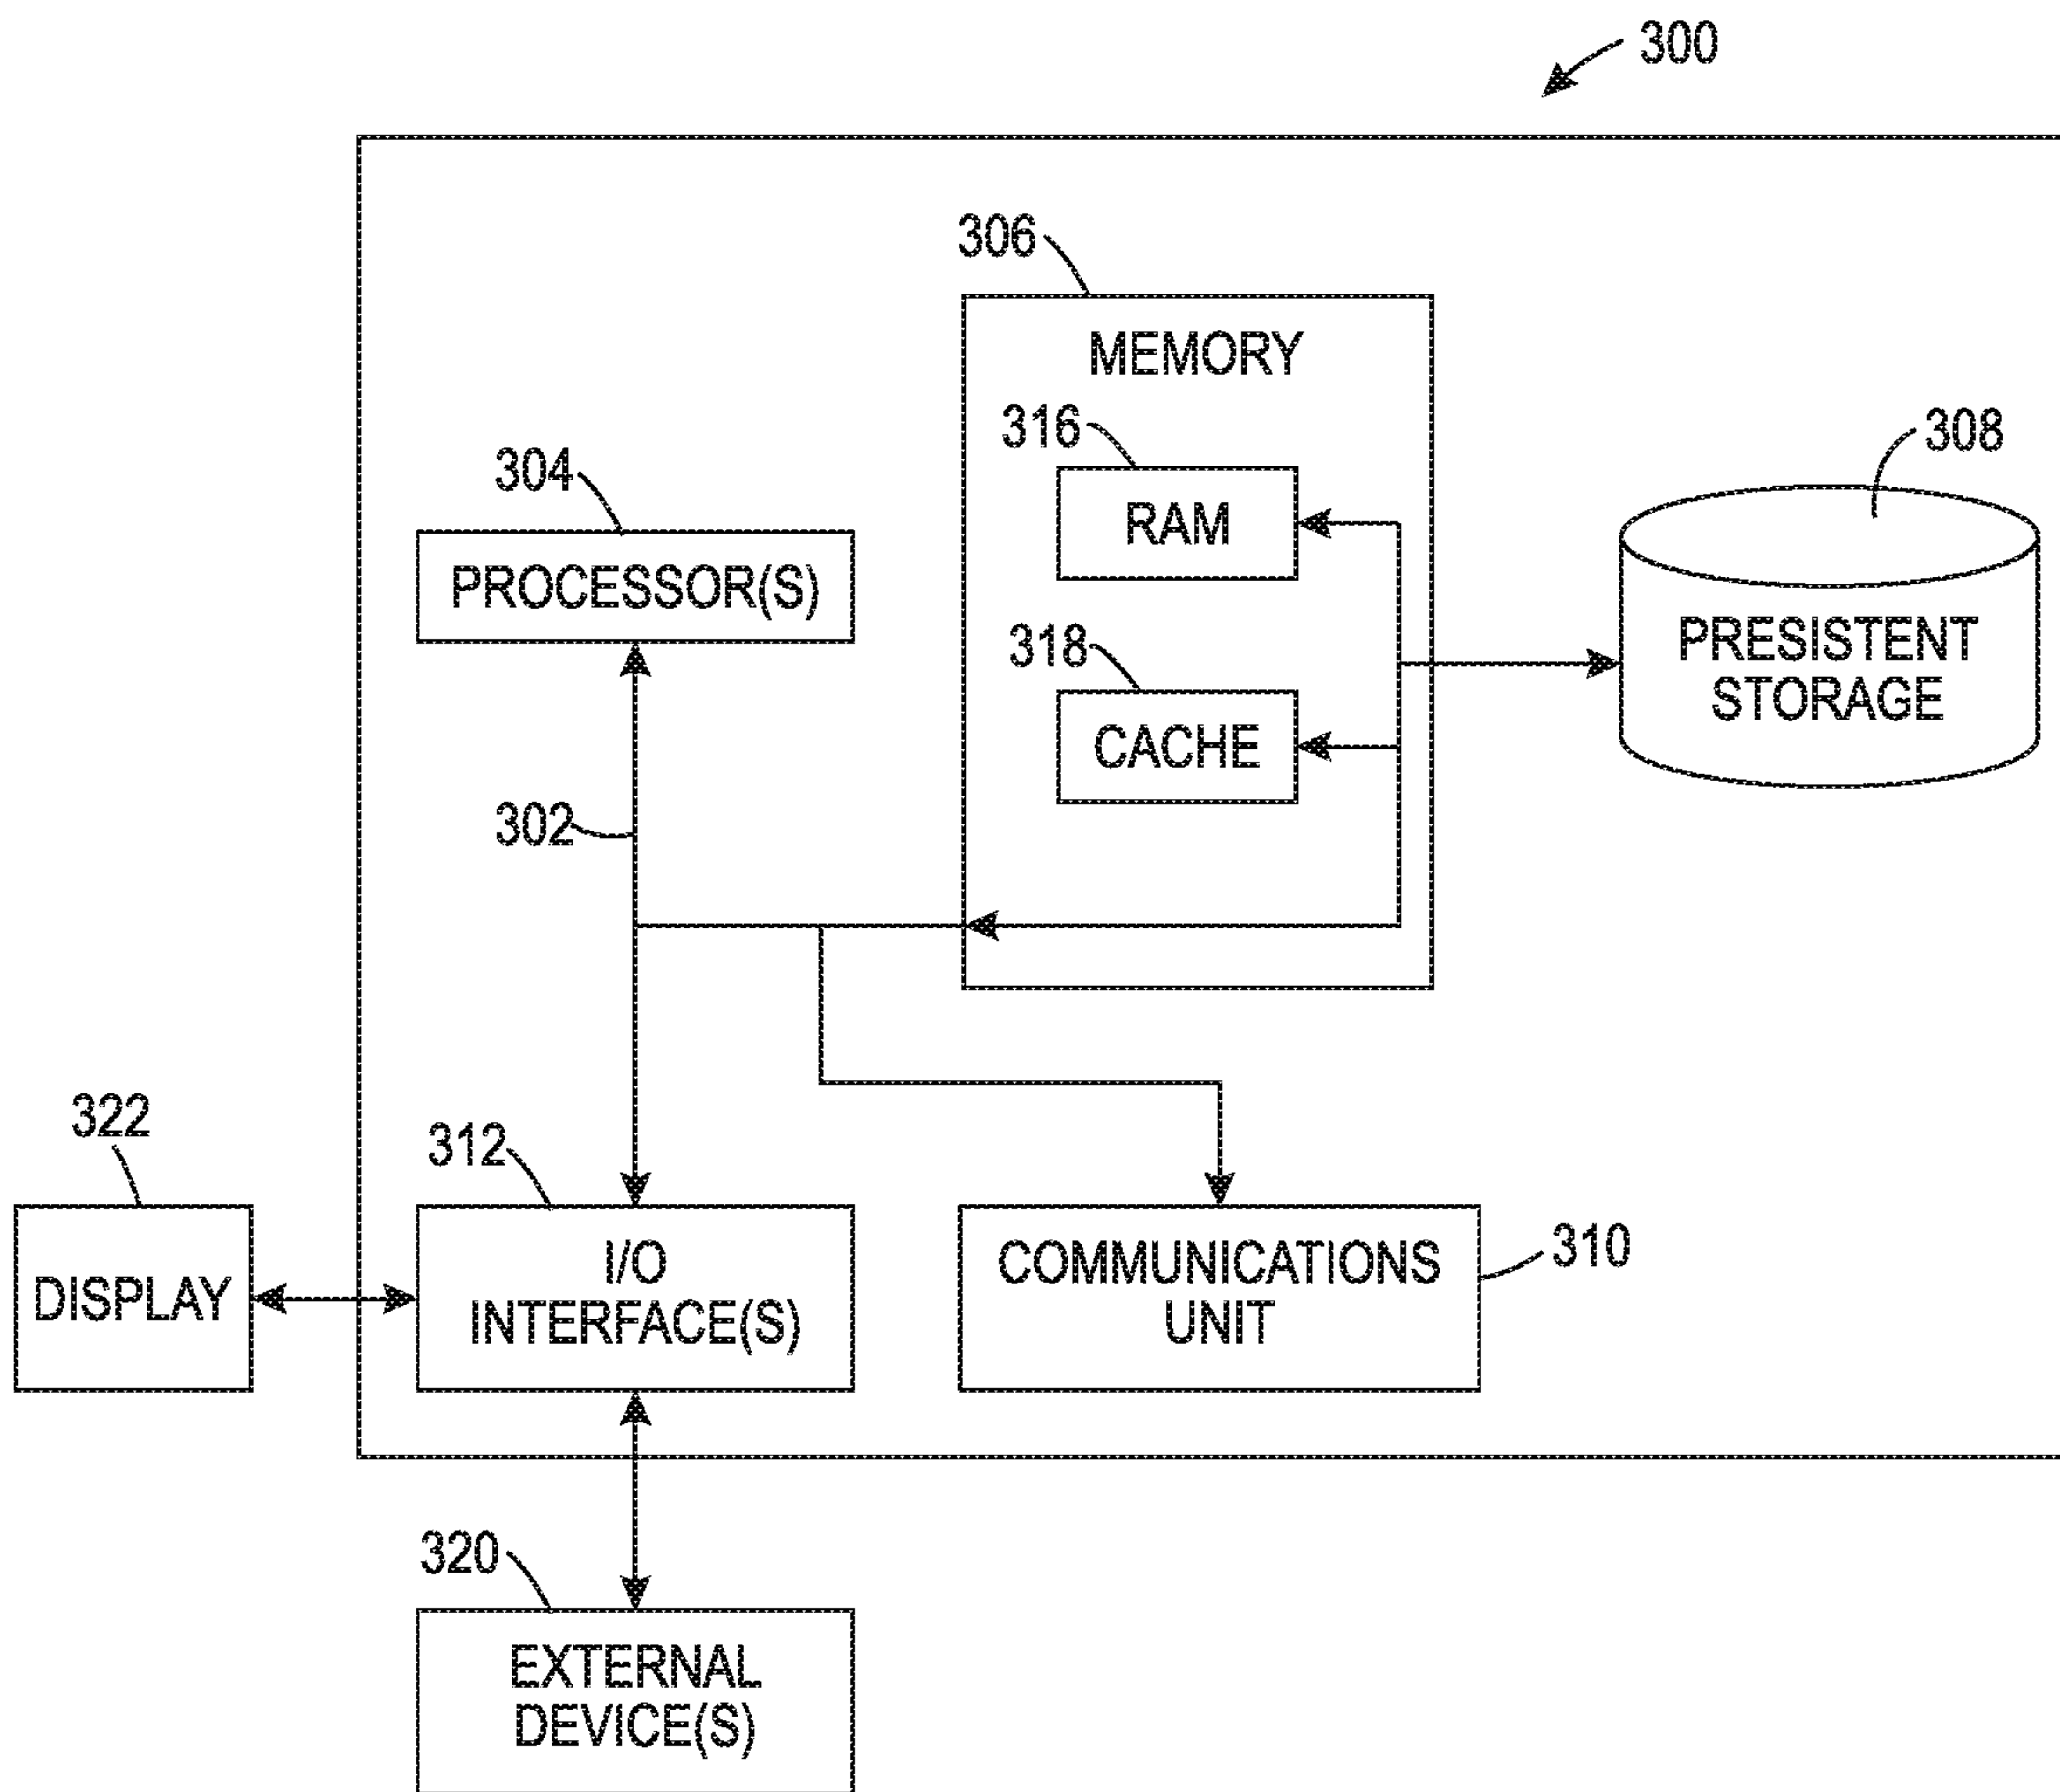 300
306
MEMORY
316
RAM
308
304
PROCESSOR(S)
318
CACHE
PRESISTENT
STORAGE
302
322
DISPLAY
312
I/O
INTERFACE(S)
COMMUNICATIONS
UNIT
310
320
EXTERNAL
DEVICE(S)